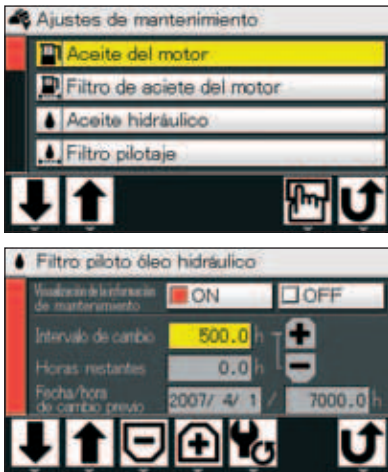 Ajustes de mantenimiento
Aceite del motor
Filtro de aciete del motor
Aceite hidráulico
Filtro pilotaje
Filtro piloto óleo hidráulico
Visualización de la información
de mantenimiento
ON
OFF
Intervalo de cambio
500.0 h
Horas restantes
0.0 h
Fecha/hora
de cambio previo
2007/ 4/ 1 / 7000.0 h